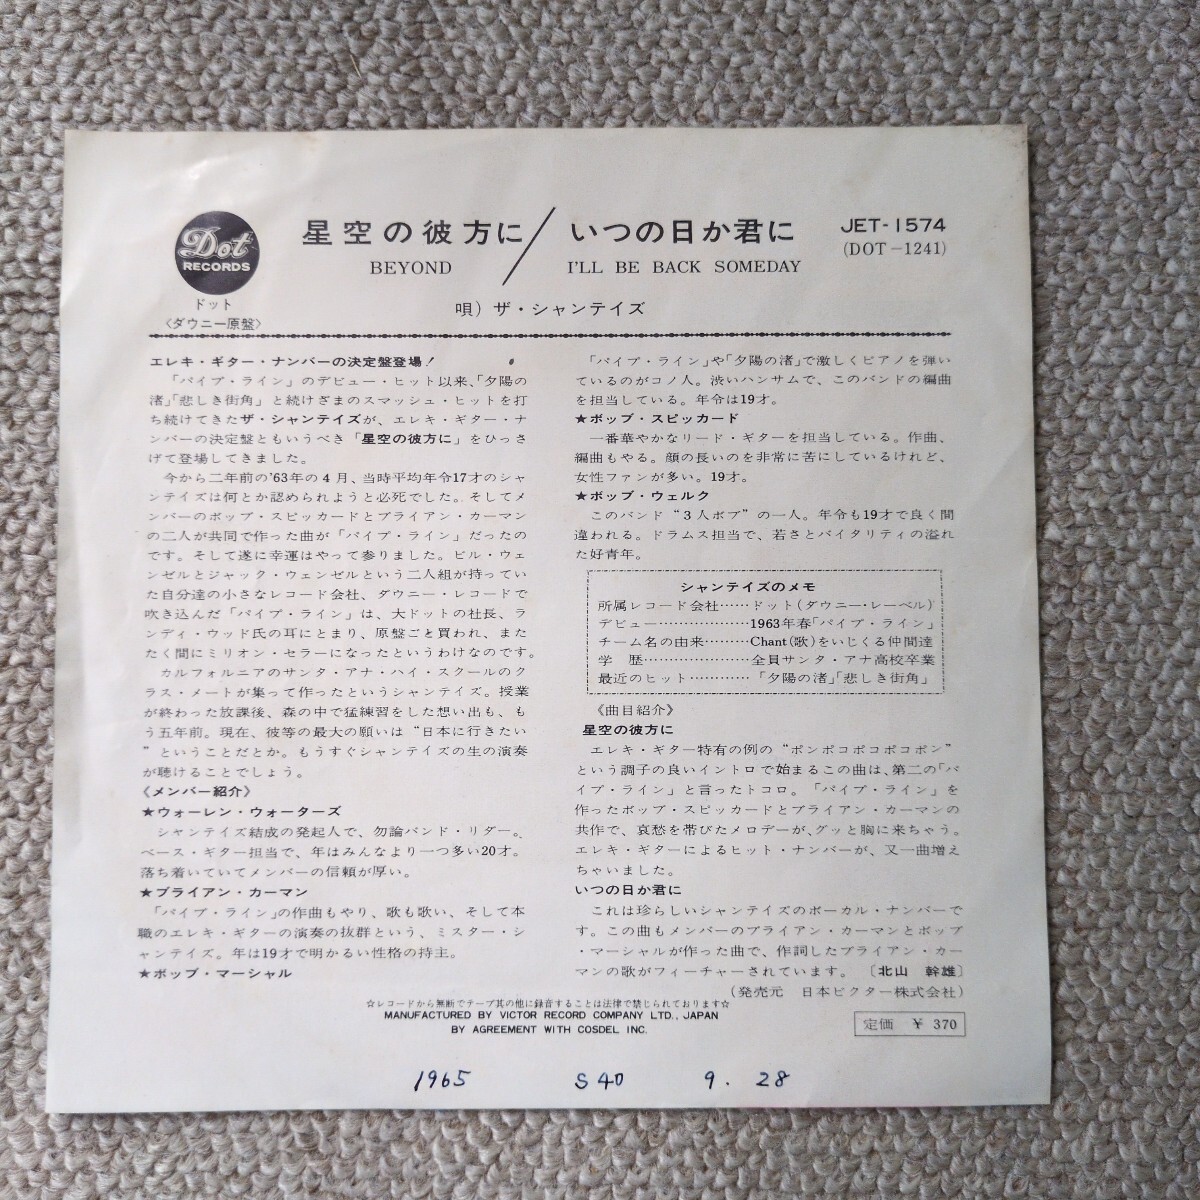 Dot
RECORDS
ドット
〈ダウニー原盤〉
星空の彼方に／いつの日か君に
BEYOND
I'LL BE BACK SOMEDAY
JET-1574
(DOT-1241)
唄）ザ・シャンテイズ
エレキ・ギター・ナンバーの決定盤登場！
「パイプ・ライン」のデビュー・ヒット以来、「夕陽の
渚」「悲しき街角」と続けざまのスマッシュ・ヒットを打
ち続けてきたザ・シャンテイズが、エレキ・ギター・ナ
ンバーの決定盤ともいうべき「星空の彼方に」をひっさ
げて登場してきました。
今から二年前の'63年の4月、当時平均年令17才のシャ
ンテイズは何とか認められようと必死でした。そしてメ
ンバーのボッブ・スピッカードとブライアン・カーマン
の二人が共同で作った曲が「パイプ・ライン」だったの
です。そして遂に幸運はやって参りました。ビル・ウェ
ンゼルとジャック・ウェンゼルという二人組が持ってい
た自分達の小さなレコード会社、ダウニー・レコードで
吹き込んだ「パイプ・ライン」は、大ドットの社長、ラ
ンディ・ウッド氏の耳にとまり、原盤ごと買われ、また
たく間にミリオン・セラーになったというわけなのです。
カルフォルニアのサンタ・アナ・ハイ・スクールのク
ラス・メートが集って作ったというシャンテイズ。授業
が終わった放課後、森の中で猛練習をした想い出も、も
う五年前。現在、彼等の最大の願いは“日本に行きたい
”ということだとか。もうすぐシャンテイズの生の演奏
が聴けることでしょう。
《メンバー紹介》
★ウォーレン・ウォーターズ
シャンテイズ結成の発起人で、勿論バンド・リダー。
ベース・ギター担当で、年はみんなより一つ多い20才。
落ち着いていてメンバーの信頼が厚い。
★ブライアン・カーマン
「パイプ・ライン」の作曲もやり、歌も歌い、そして本
職のエレキ・ギターの演奏の抜群という、ミスター・シ
ャンテイズ。年は19才で明かるい性格の持主。
★ボッブ・マーシャル
「パイプ・ライン」や「夕陽の渚」で激しくピアノを弾い
ているのがコノ人。渋いハンサムで、このバンドの編曲
を担当している。年令は19才。
★ボッブ・スピッカード
一番華やかなリード・ギターを担当している。作曲、
編曲もやる。顔の長いのを非常に苦にしているけれど、
女性ファンが多い。19才。
★ボッブ・ウェルク
このバンド“3人ボブ”の一人。年令も19才で良く間
違われる。ドラムス担当で、若さとバイタリティの溢れ
た好青年。
シャンテイズのメモ
所属レコード会社……ドット(ダウニー・レーベル)
デビュー………………1963年春「パイプ・ライン」
チーム名の由来………Chant(歌)をいじくる仲間達
学　歴…………………全員サンタ・アナ高校卒業
最近のヒット…………「夕陽の渚」「悲しき街角」
《曲目紹介》
星空の彼方に
エレキ・ギター特有の例の“ボンボコボコボコボン”
という調子の良いイントロで始まるこの曲は、第二の「パ
イプ・ライン」と言ったトコロ。「パイプ・ライン」を
作ったボッブ・スピッカードとブライアン・カーマンの
共作で、哀愁を帯びたメロデーが、グッと胸に来ちゃう。
エレキ・ギターによるヒット・ナンバーが、又一曲増え
ちゃいました。
いつの日か君に
これは珍らしいシャンテイズのボーカル・ナンバーで
す。この曲もメンバーのブライアン・カーマンとボッブ
・マーシャルが作った曲で、作詞したブライアン・カー
マンの歌がフィーチャーされています。〔北山　幹雄〕
（発売元　日本ビクター株式会社）
☆レコードから無断でテープ其の他に録音することは法律で禁じられております☆
MANUFACTURED BY VICTOR RECORD COMPANY LTD., JAPAN
BY AGREEMENT WITH COSDEL INC.
定価　￥ 370
1965 S40 9.28